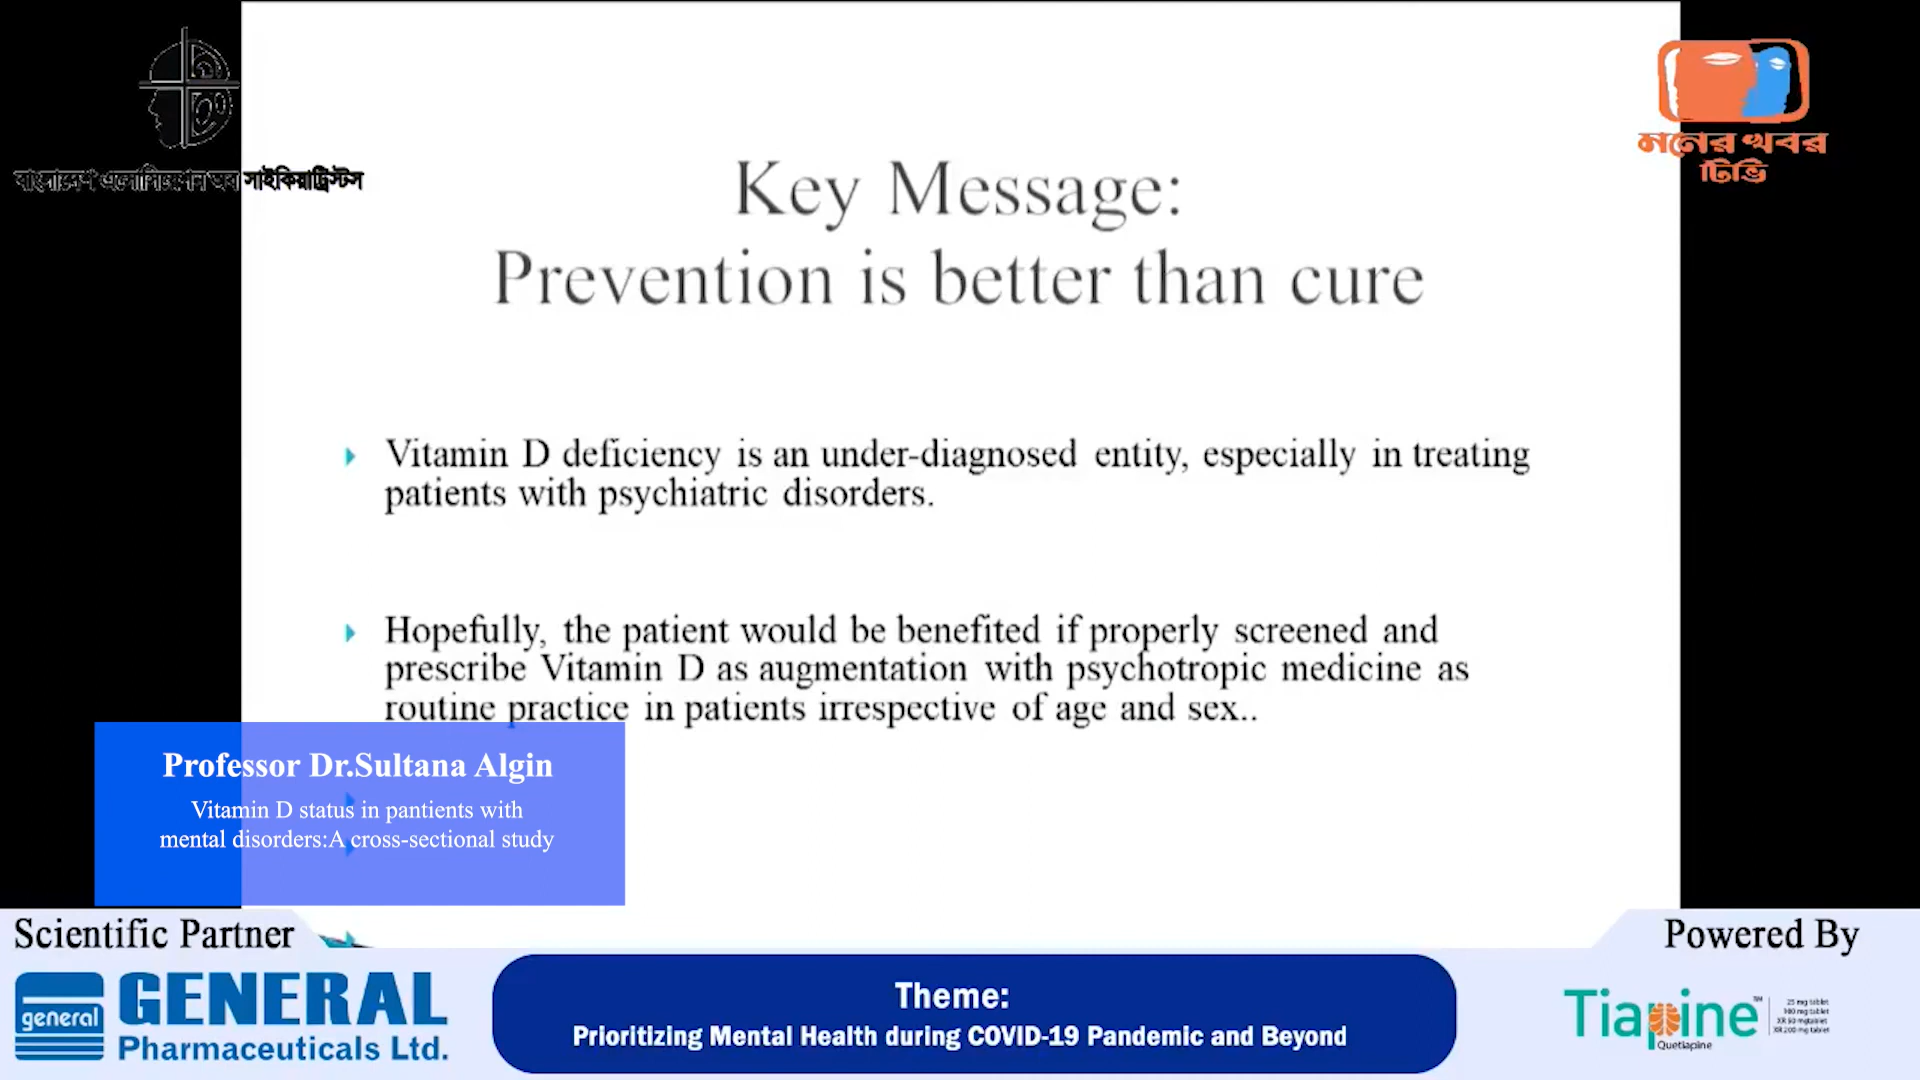 বাংলাদেশ এসোসিয়েশন অব সাইকিয়াট্রিস্টস
মনের খবর
টিভি
Key Message:
Prevention is better than cure
Vitamin D deficiency is an under-diagnosed entity, especially in treating
patients with psychiatric disorders.
Hopefully, the patient would be benefited if properly screened and
prescribe Vitamin D as augmentation with psychotropic medicine as
routine practice in patients irrespective of age and sex..
Professor Dr.Sultana Algin
Vitamin D status in pantients with
mental disorders:A cross-sectional study
Scientific Partner
general
GENERAL
Pharmaceuticals Ltd.
Theme:
Prioritizing Mental Health during COVID-19 Pandemic and Beyond
Powered By
Tiapine™
Quetiapine
25 mg tablet
100 mg tablet
XR 50 mg tablet
XR 200 mg tablet